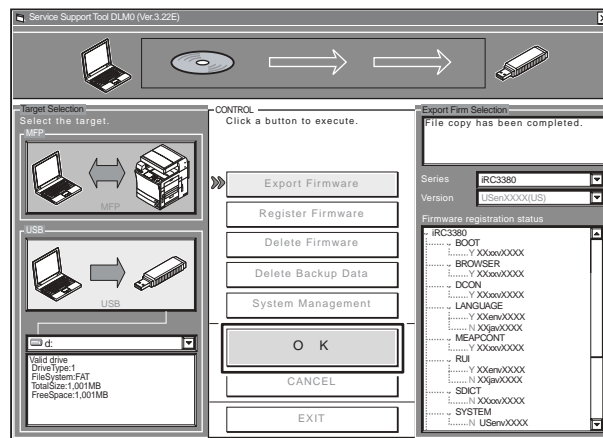 Service Support Tool DLM0 (Ver.3.22E)
Target Selection
Select the target.
MFP
MFP
USB
USB
d:
Valid drive
DriveType:1
FileSystem:FAT
TotalSize:1,001MB
FreeSpace:1,001MB
CONTROL
Click a button to execute.
Export Firmware
Register Firmware
Delete Firmware
Delete Backup Data
System Management
O K
CANCEL
EXIT
Export Firm Selection
File copy has been completed.
Series iRC3380
Version USenXXXX(US)
Firmware registration status
iRC3380
BOOT
Y XXxxvXXXX
BROWSER
Y XXxxvXXXX
DCON
Y XXxxvXXXX
LANGUAGE
Y XXenvXXXX
N XXjavXXXX
MEAPCONT
Y XXxxvXXXX
RUI
Y XXenvXXXX
N XXjavXXXX
SDICT
N XXxxvXXXX
SYSTEM
N USenvXXXX